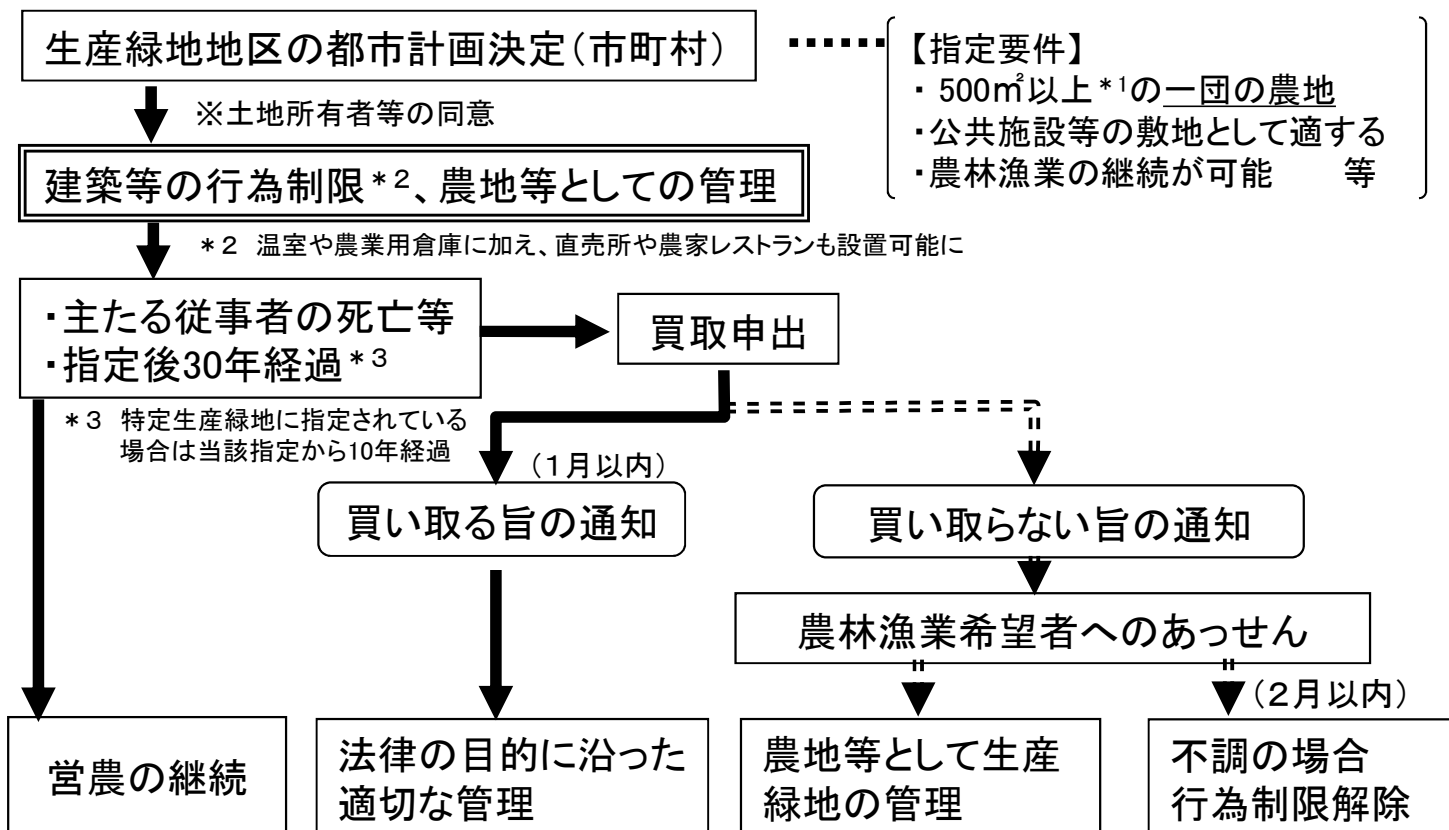 生産緑地地区の都市計画決定(市町村)
【指定要件】
・500㎡以上*1の一団の農地
・公共施設等の敷地として適する
・農林漁業の継続が可能　等
※土地所有者等の同意
建築等の行為制限*2、農地等としての管理
*2 温室や農業用倉庫に加え、直売所や農家レストランも設置可能に
・主たる従事者の死亡等
・指定後30年経過*3
買取申出
*3 特定生産緑地に指定されている
場合は当該指定から10年経過
(1月以内)
買い取る旨の通知
買い取らない旨の通知
農林漁業希望者へのあっせん
(2月以内)
営農の継続
法律の目的に沿った
適切な管理
農地等として生産
緑地の管理
不調の場合
行為制限解除